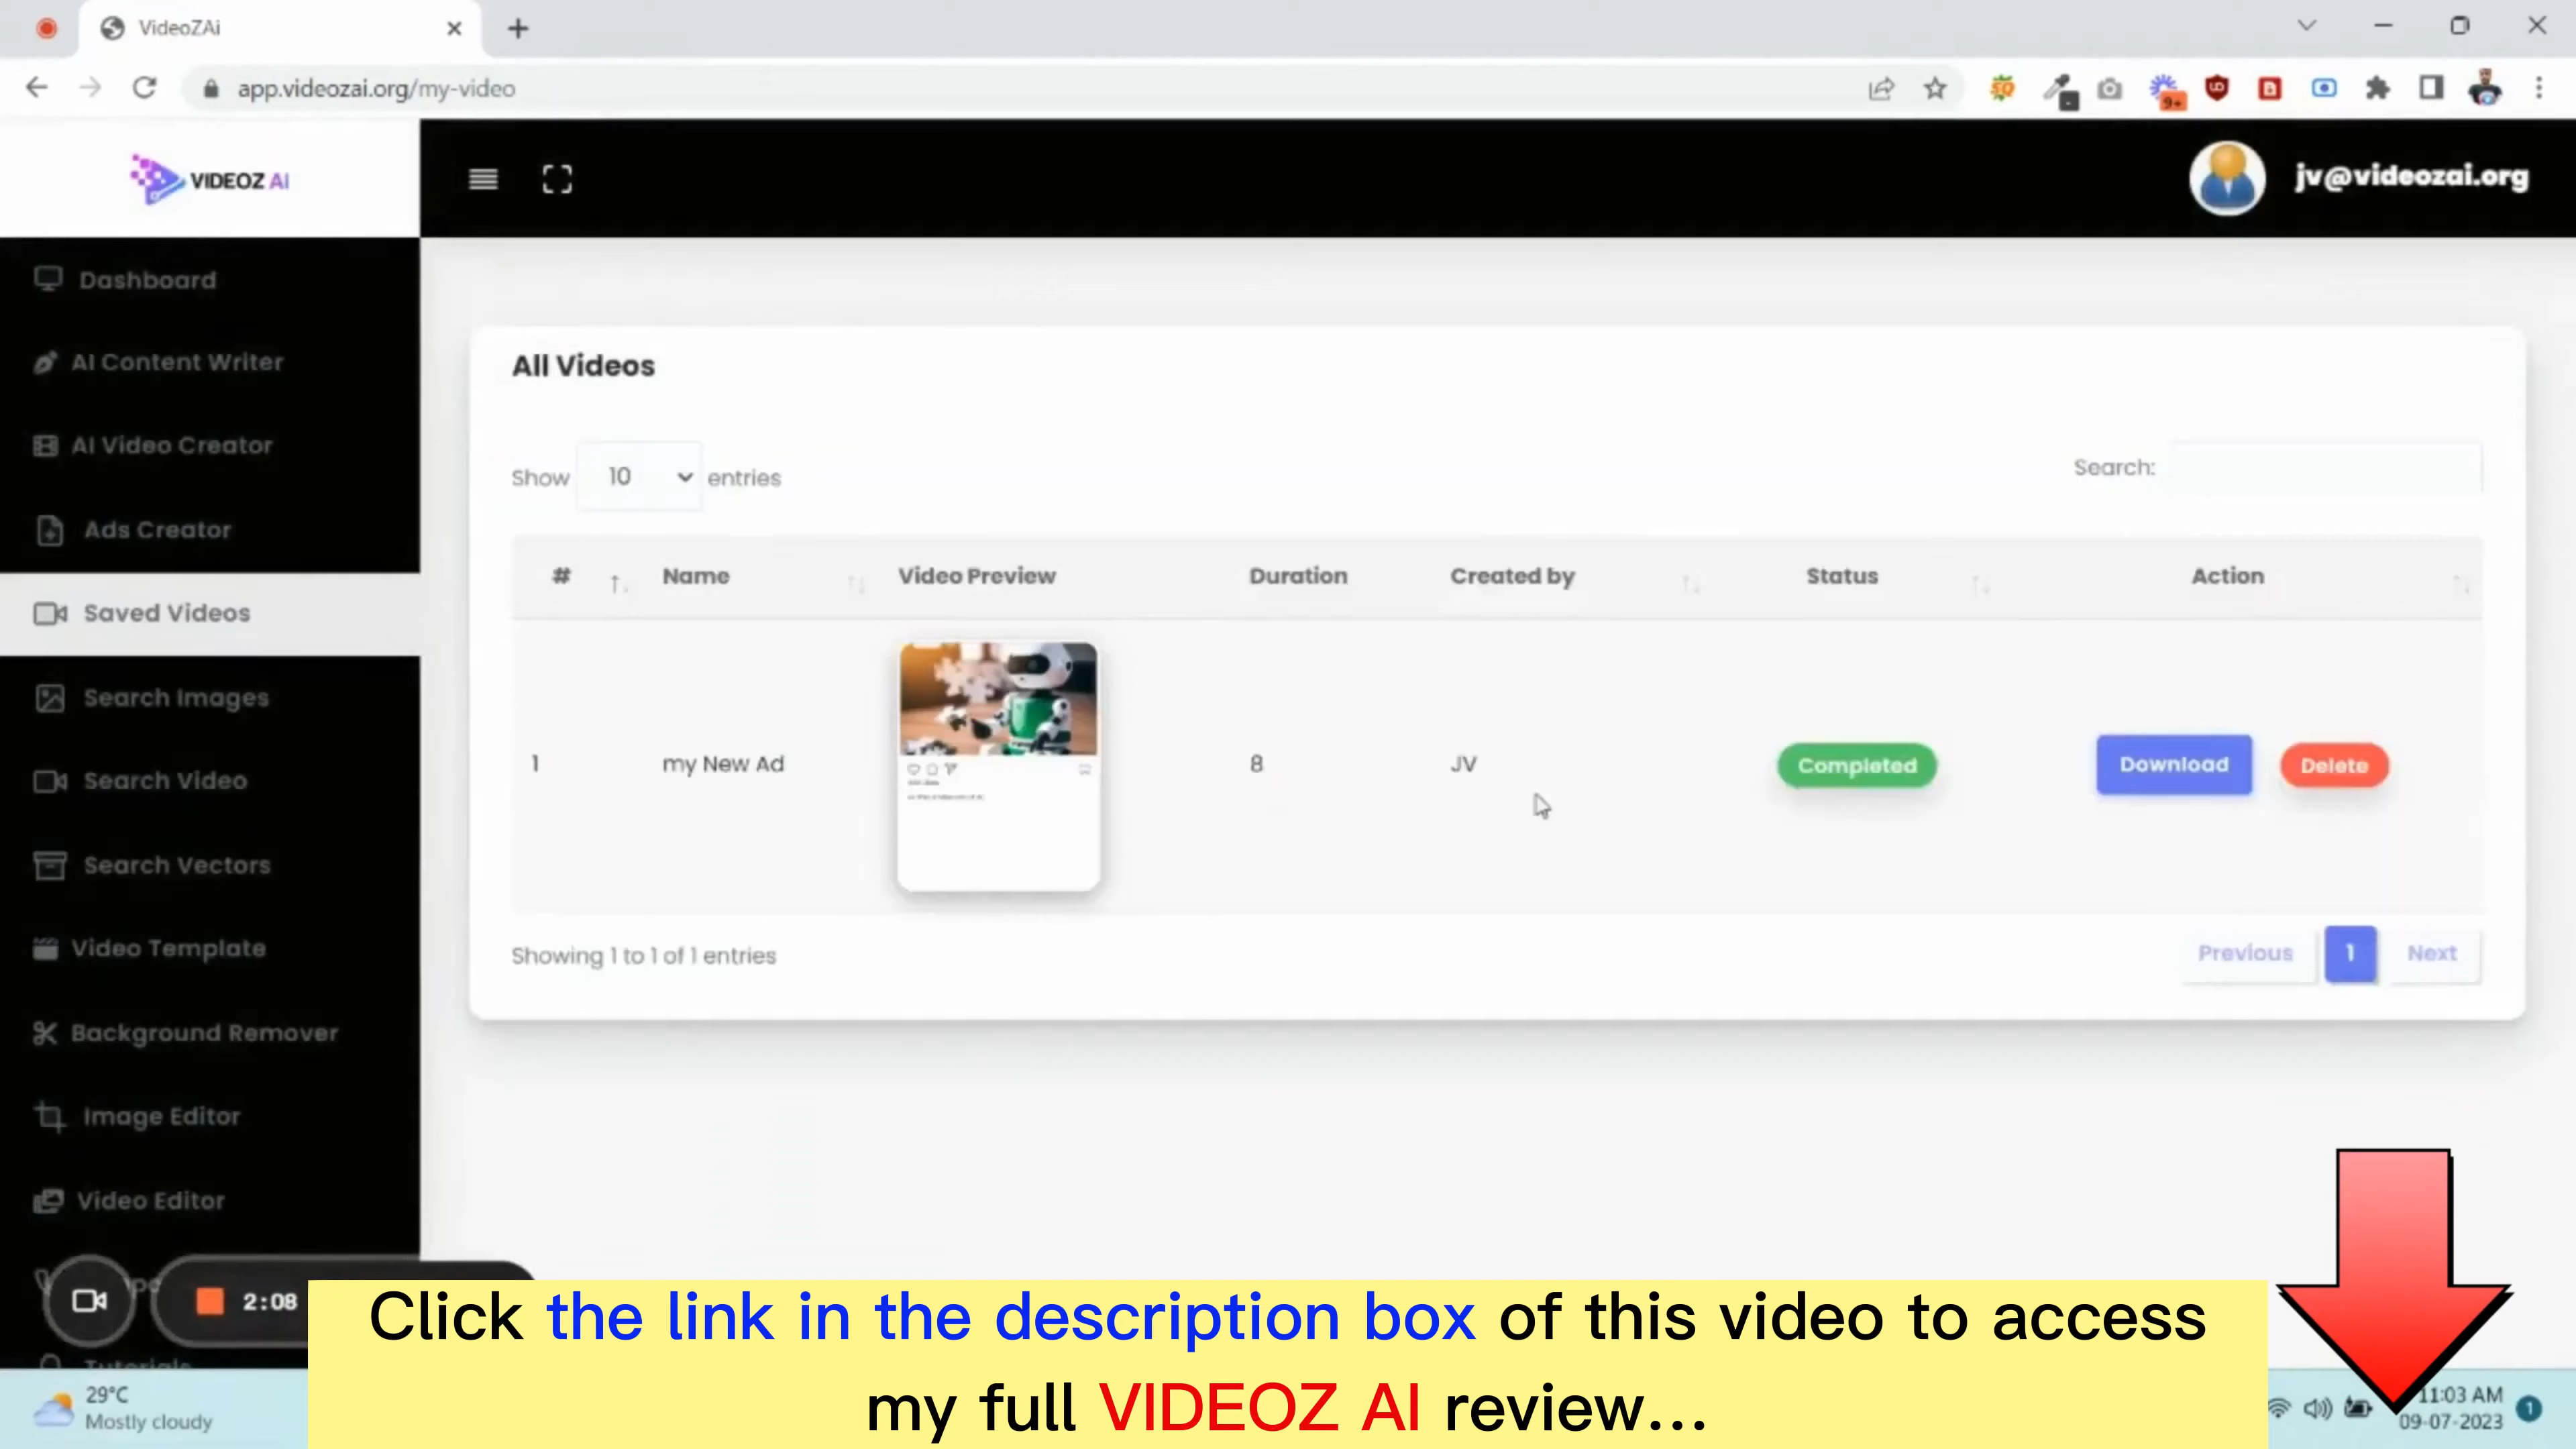 VideoZAi
app.videozai.org/my-video
9+
VIDEOZ AI
jv@videozai.org
Dashboard
AI Content Writer
AI Video Creator
Ads Creator
Saved Videos
Search Images
Search Video
Search Vectors
Video Template
Background Remover
Image Editor
Video Editor
Tutorials
All Videos
Show 10 entries
Search:
# Name Video Preview Duration Created by Status Action
1 my New Ad 8 JV Completed Download Delete
Showing 1 to 1 of 1 entries
Previous 1 Next
2:08
Click the link in the description box of this video to access
my full VIDEOZ AI review...
29°C
Mostly cloudy
11:03 AM
09-07-2023
1